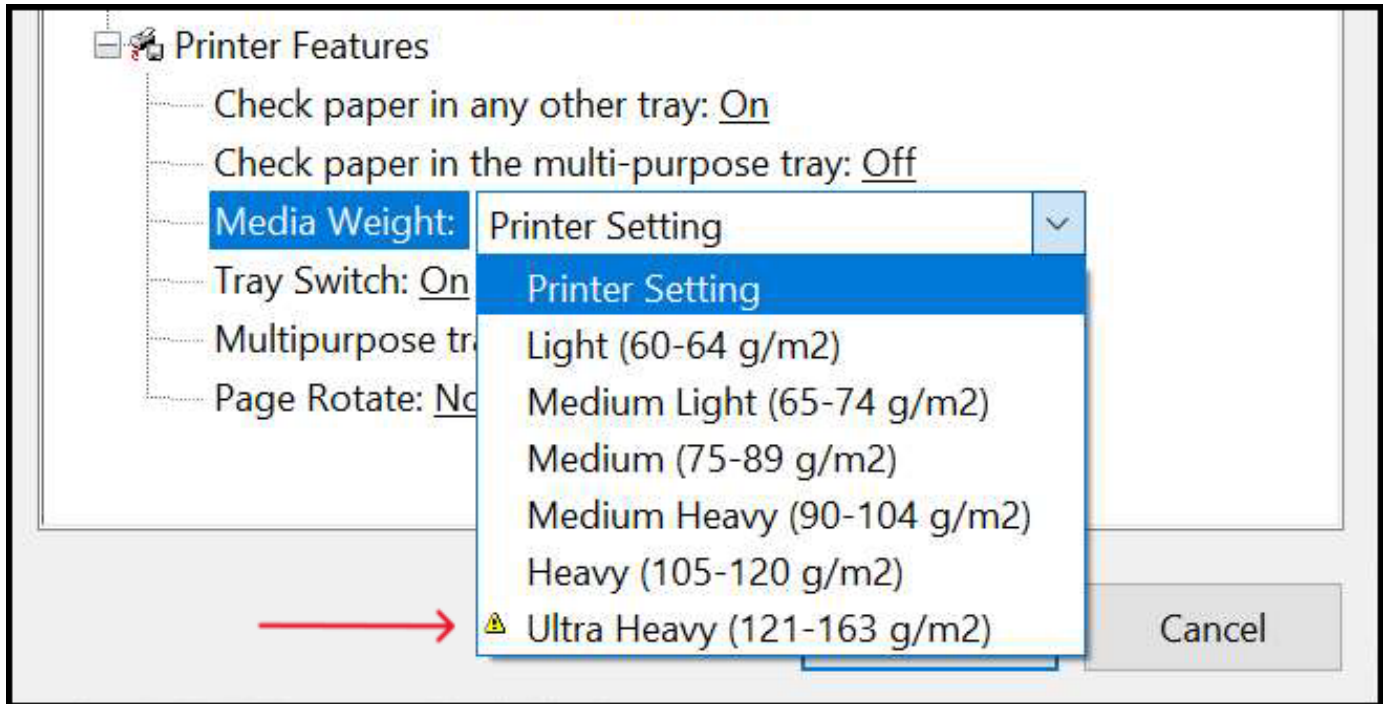 Printer Features
Check paper in any other tray: On
Check paper in the multi-purpose tray: Off
Media Weight: Printer Setting
Tray Switch: On Printer Setting
Light (60-64 g/m2)
Multipurpose
Medium Light (65-74 g/m2)
Page Rotate:
Medium (75-89 g/m2)
Medium Heavy (90-104 g/m2)
Heavy (105-120 g/m2)
Ultra Heavy (121-163 g/m2)
Cancel